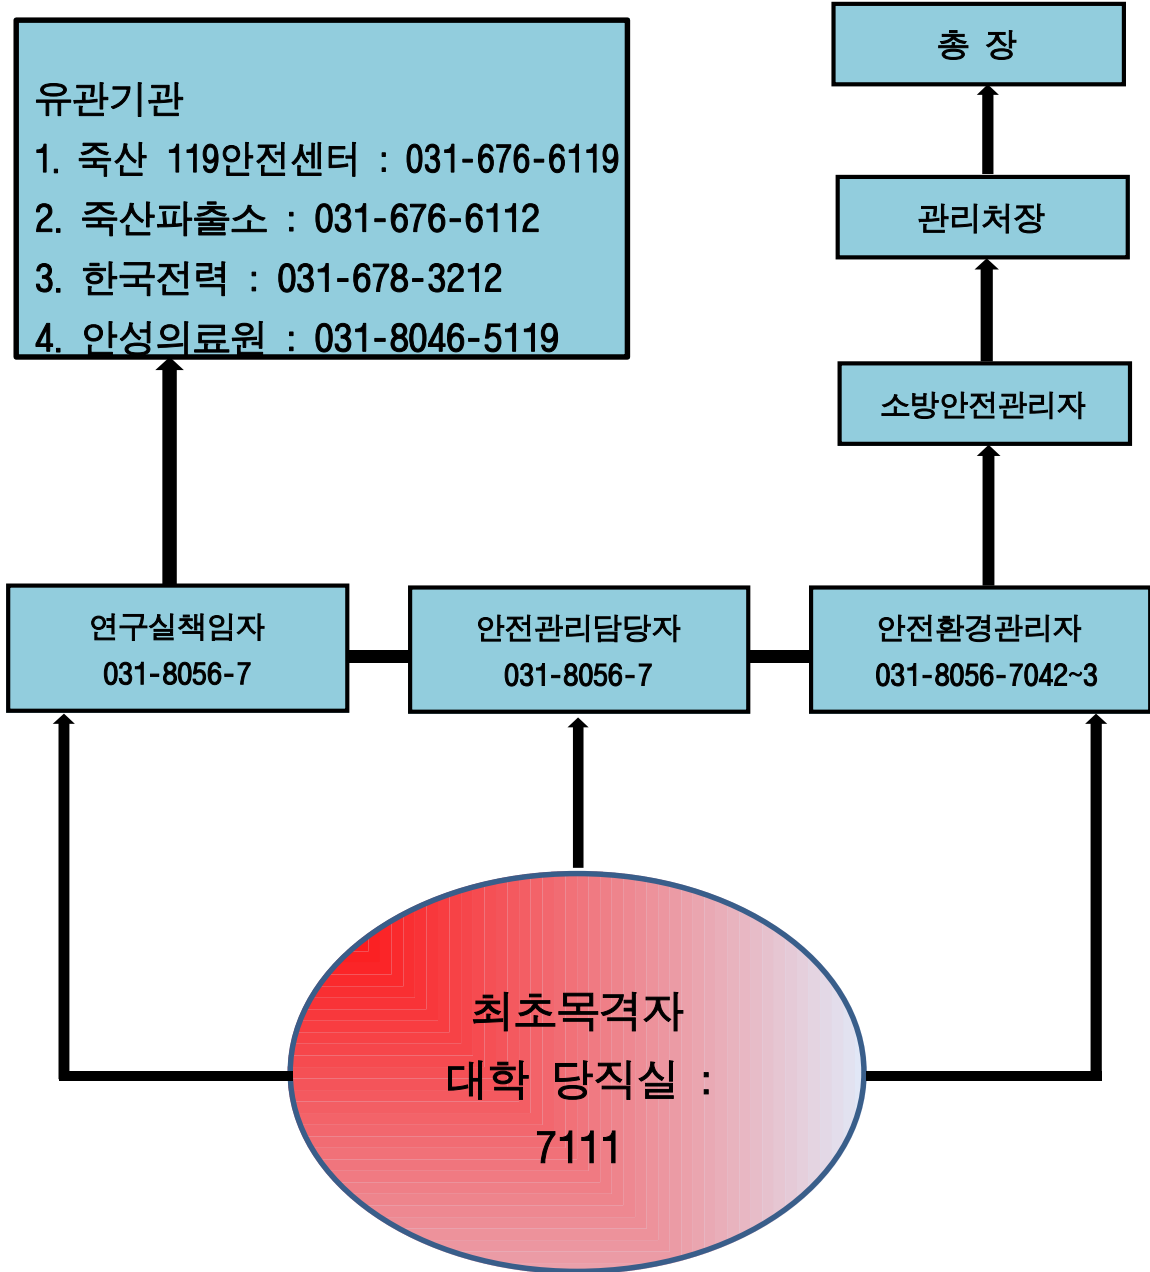 유관기관
1. 죽산 119안전센터 : 031-676-6119
2. 죽산파출소 : 031-676-6112
3. 한국전력 : 031-678-3212
4. 안성의료원 : 031-8046-5119
총 장
관리처장
소방안전관리자
연구실책임자
031-8056-7
안전관리담당자
031-8056-7
안전환경관리자
031-8056-7042~3
최초목격자
대학 당직실 :
7111